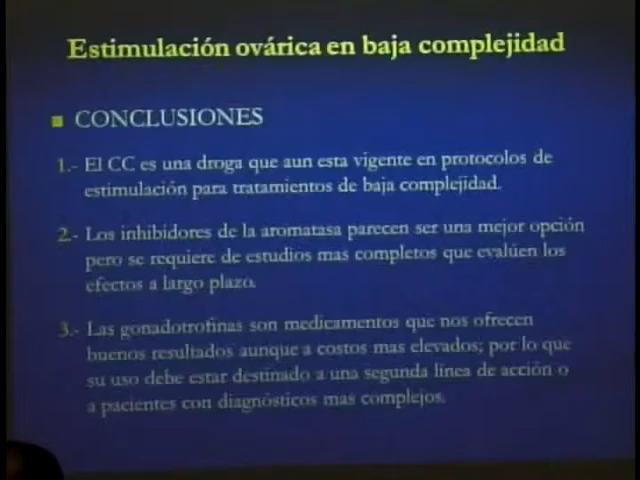 Estimulación ovárica en baja complejidad
CONCLUSIONES
1.- El CC es una droga que aun esta vigente en protocolos de
estimulación para tratamientos de baja complejidad.
2.- Los inhibidores de la aromatasa parecen ser una mejor opción
pero se requiere de estudios mas completos que evalúen los
efectos a largo plazo.
3.- Las gonadotrofinas son medicamentos que nos ofrecen
buenos resultados aunque a costos mas elevados; por lo que
su uso debe estar destinado a una segunda línea de acción o
a pacientes con diagnósticos mas complejos.